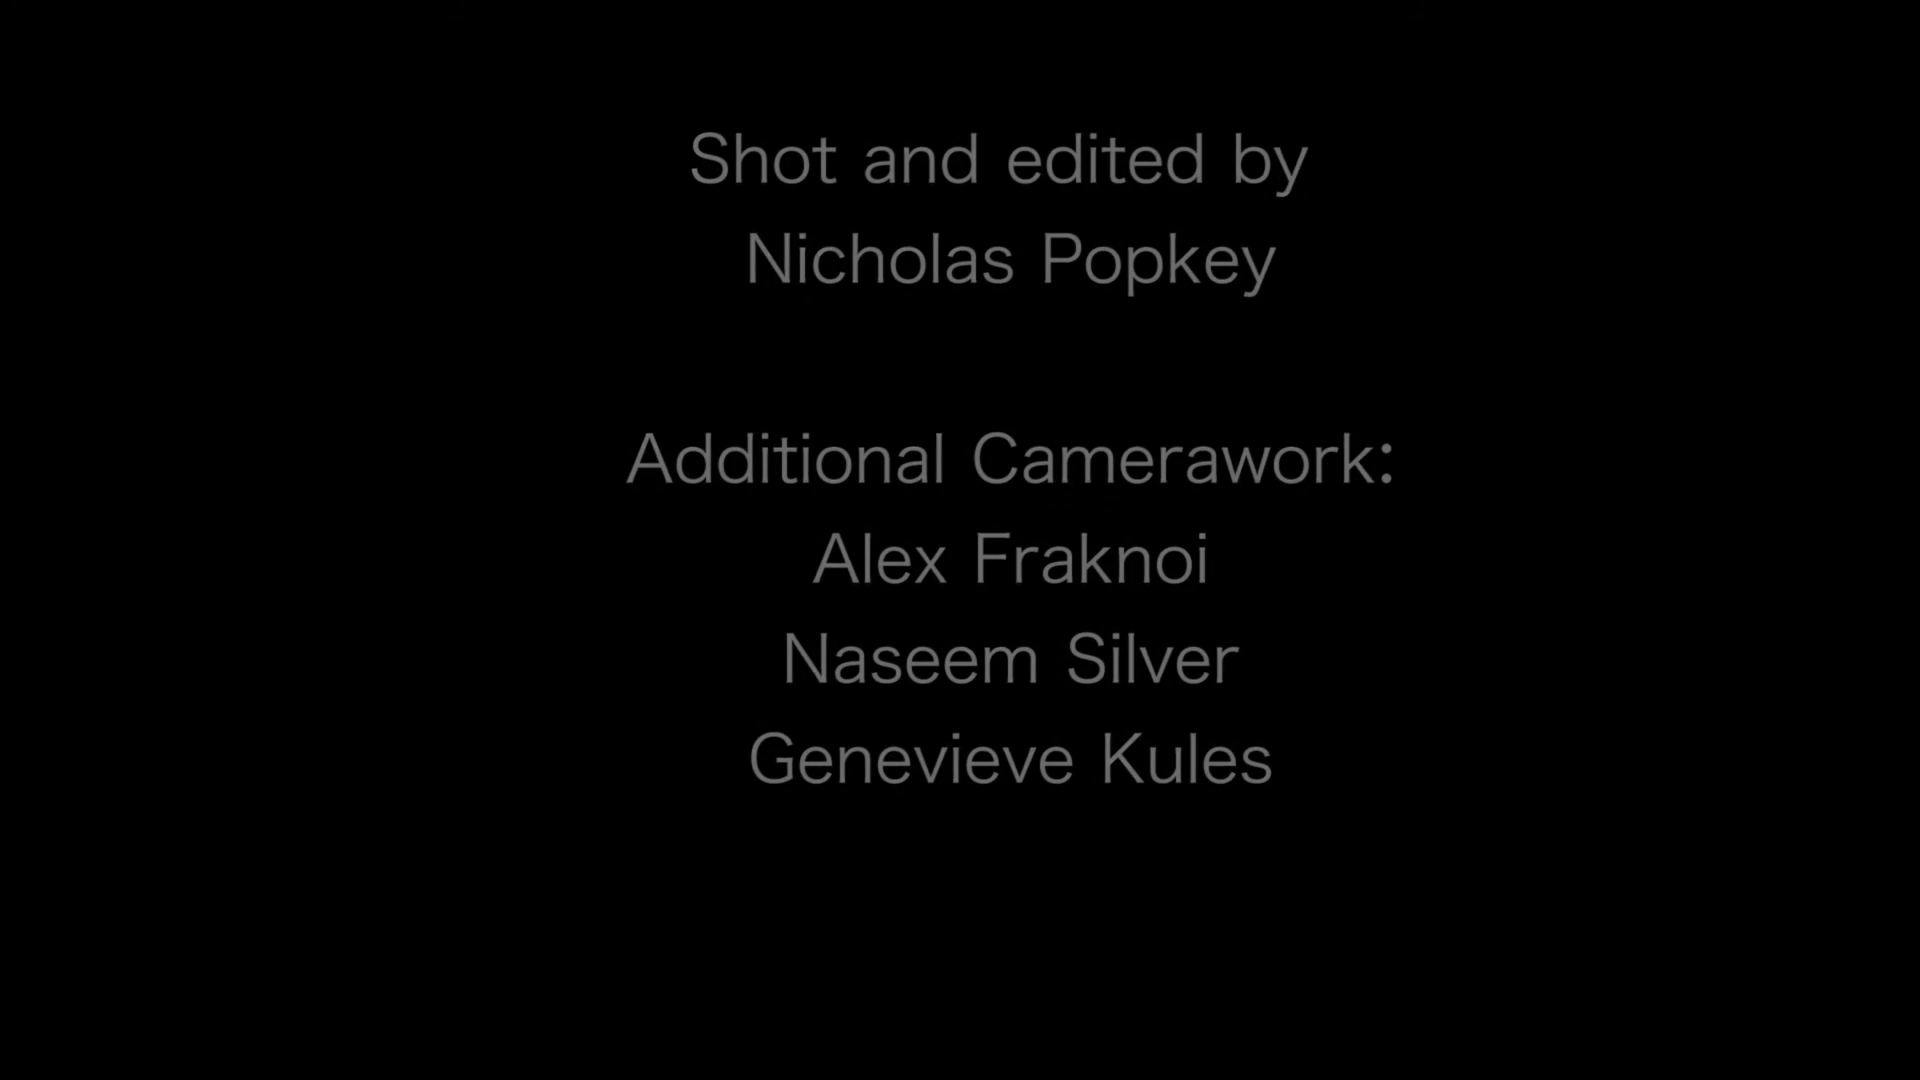 Shot and edited by
Nicholas Popkey
Additional Camerawork:
Alex Fraknoi
Naseem Silver
Genevieve Kules